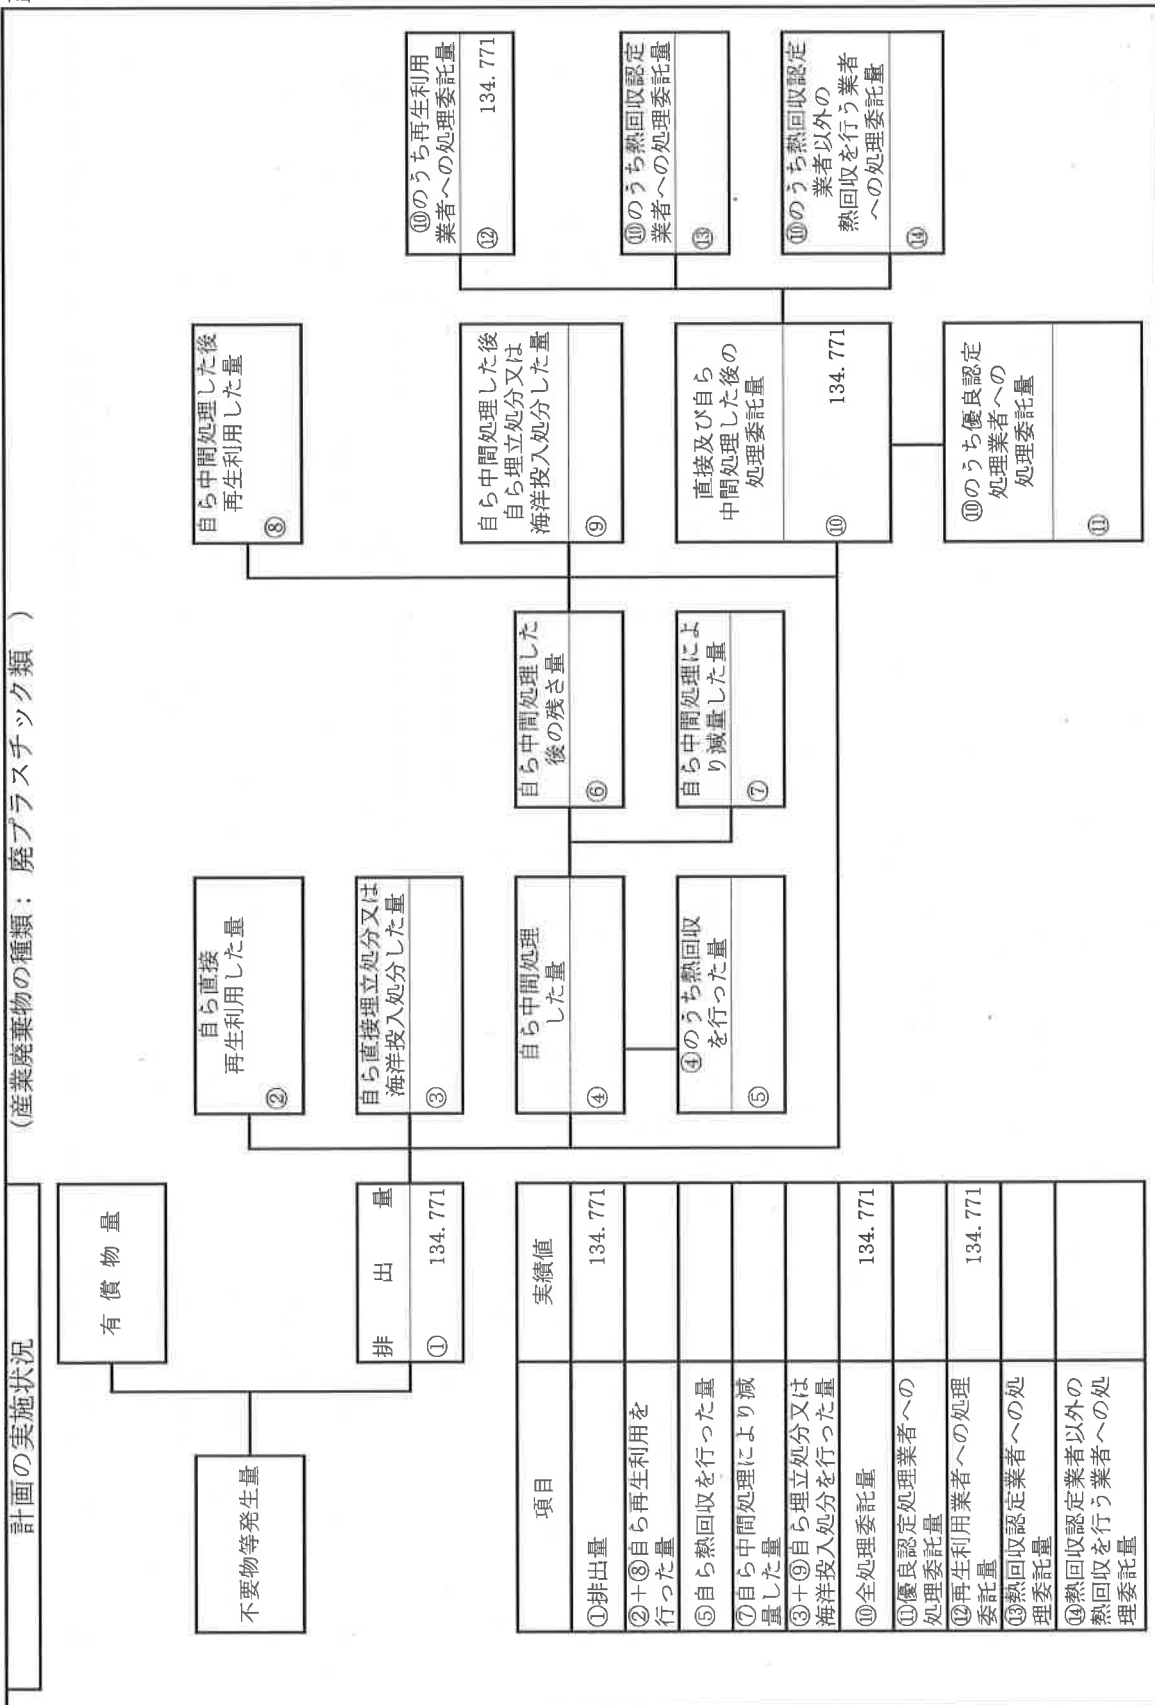 計画の実施状況
(産業廃棄物の種類： 廃プラスチック類 )
不要物等発生量
有 償 物 量
排 出 量
① 134.771
自ら直接
再生利用した量
②
自ら直接埋立処分又は
海洋投入処分した量
③
自ら中間処理
した量
④
④のうち熱回収
を行った量
⑤
自ら中間処理した
後の残さ量
⑥
自ら中間処理によ
り減量した量
⑦
自ら中間処理した後
再生利用した量
⑧
自ら中間処理した後
自ら埋立処分又は
海洋投入処分した量
⑨
直接及び自ら
中間処理した後の
処理委託量
⑩ 134.771
⑩のうち優良認定
処理業者への
処理委託量
⑪
⑩のうち再生利用
業者への処理委託量
⑫ 134.771
⑩のうち熱回収認定
業者への処理委託量
⑬
⑩のうち熱回収認定
業者以外の
熱回収を行う業者
への処理委託量
⑭
項目 実績値
①排出量 134.771
②＋⑧自ら再生利用を
行った量
⑤自ら熱回収を行った量
⑦自ら中間処理により減
量した量
③＋⑨自ら埋立処分又は
海洋投入処分を行った量
⑩全処理委託量 134.771
⑪優良認定処理業者への
処理委託量
⑫再生利用業者への処理
委託量 134.771
⑬熱回収認定業者への処
理委託量
⑭熱回収認定業者以外の
熱回収を行う業者への処
理委託量